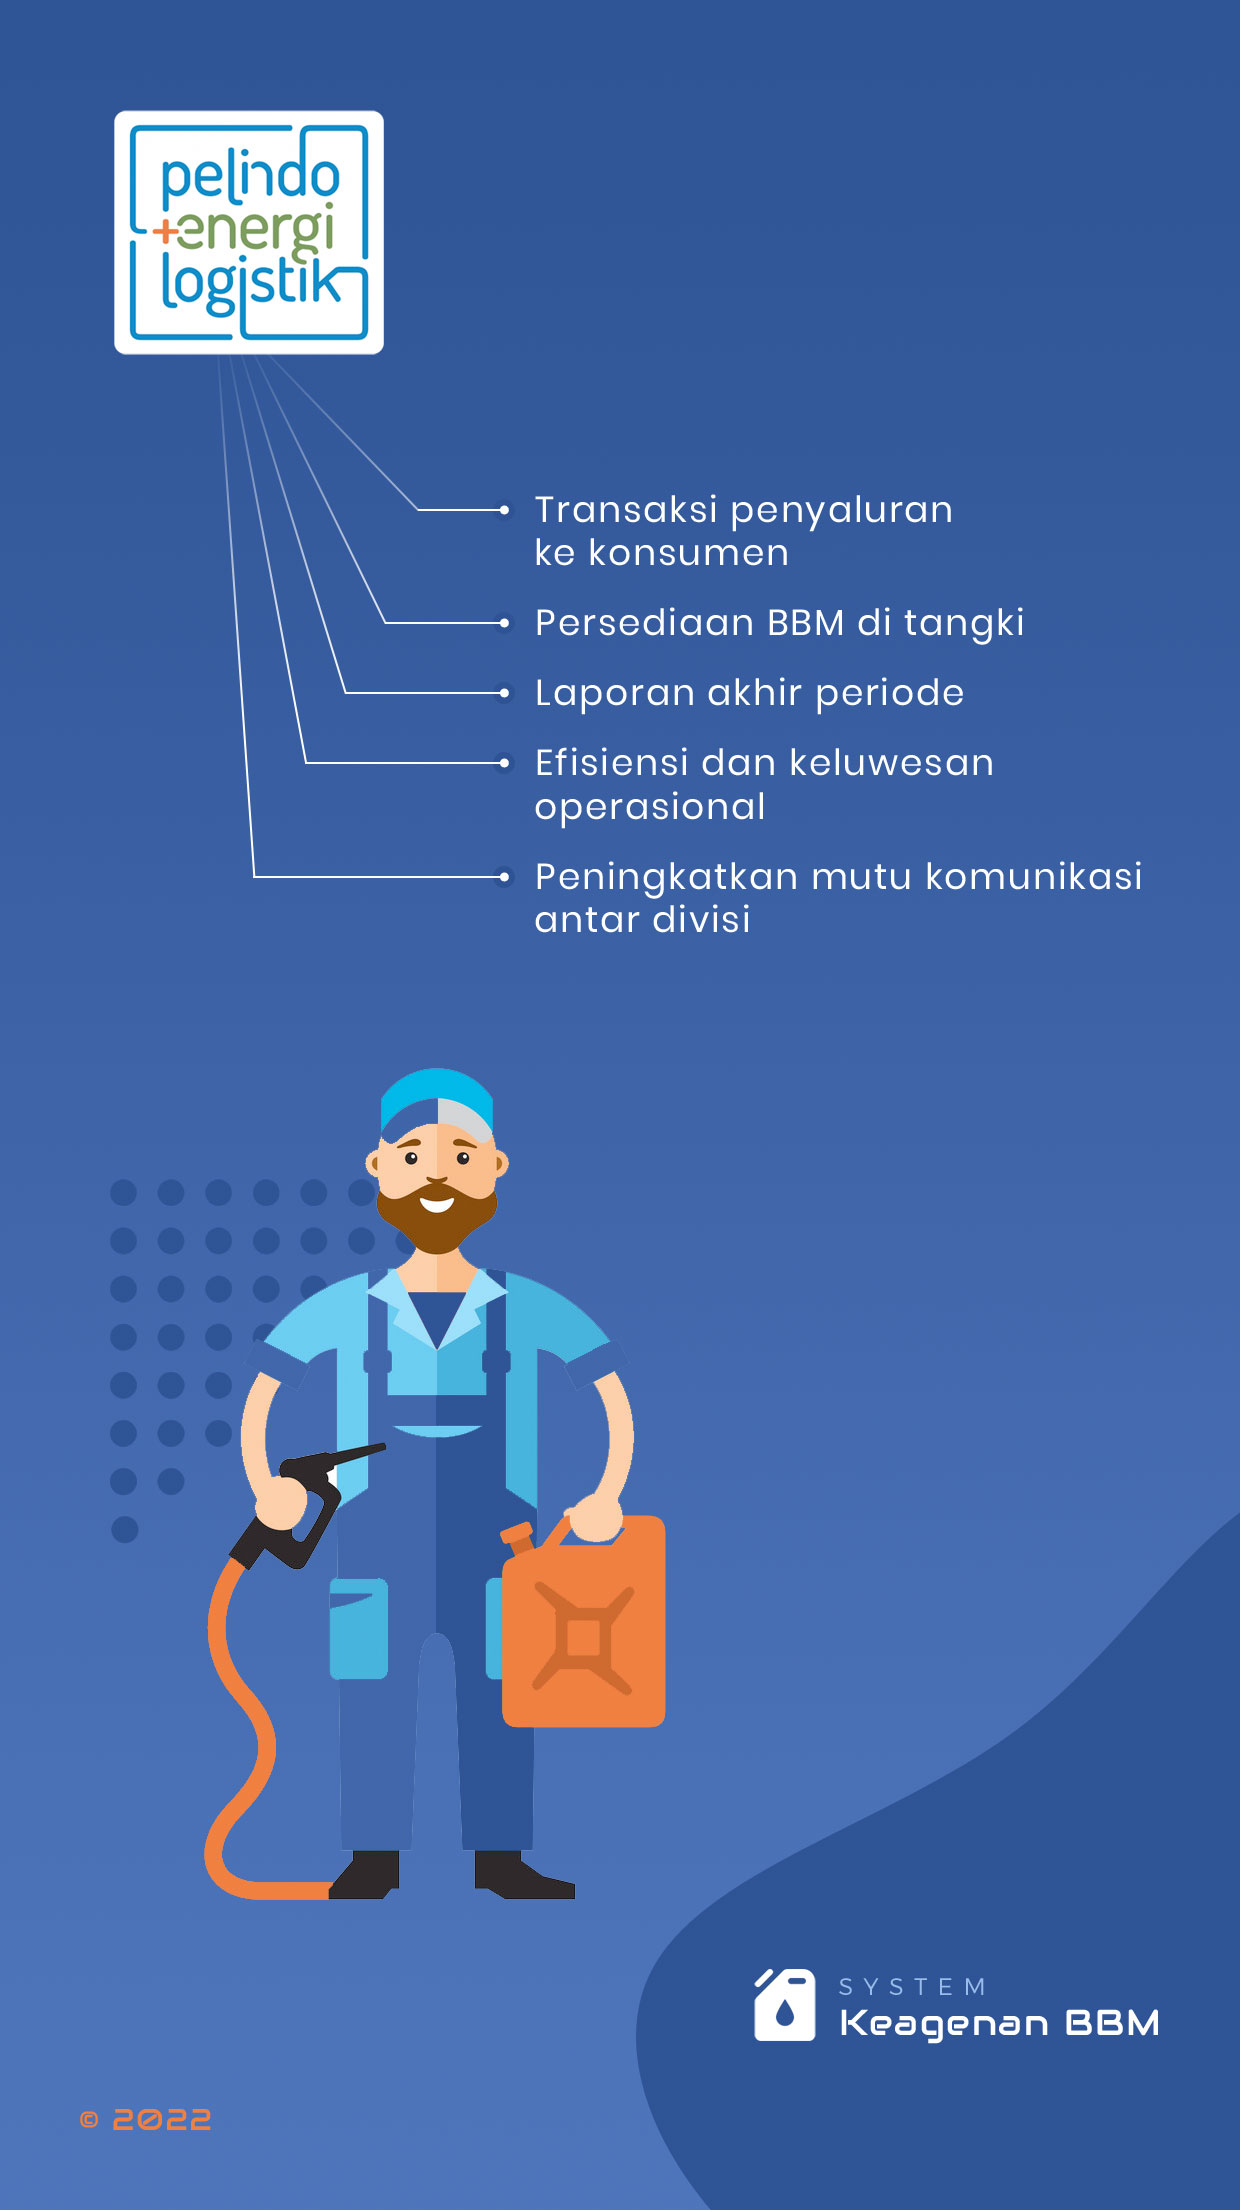 pelindo
+energi
logistik
Transaksi penyaluran
ke konsumen
Persediaan BBM di tangki
Laporan akhir periode
Efisiensi dan keluwesan
operasional
Peningkatkan mutu komunikasi
antar divisi
SYSTEM
Keagenan BBM
© 2022